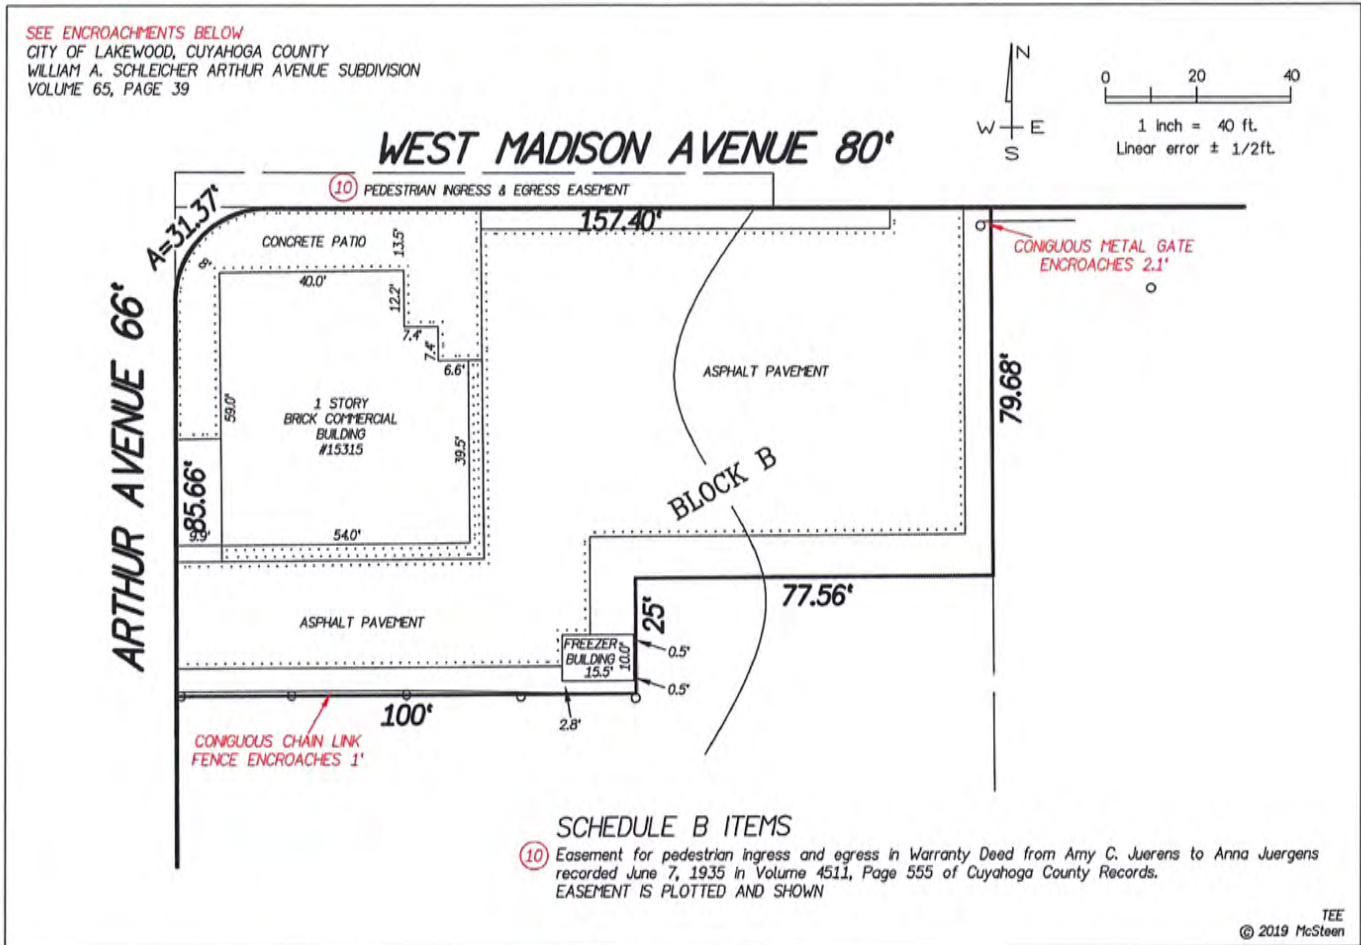 SEE ENCROACHMENTS BELOW
CITY OF LAKEWOOD, CUYAHOGA COUNTY
WILLIAM A. SCHLEICHER ARTHUR AVENUE SUBDIVISION
VOLUME 65, PAGE 39
N
W E
S
0 20 40
1 inch = 40 ft.
Linear error ± 1/2ft.
WEST MADISON AVENUE 80'
10 PEDESTRIAN INGRESS & EGRESS EASEMENT
A=31.37'
157.40'
CONCRETE PATIO
13.5'
8'
40.0'
12.2'
7.4'
7.4'
6.6'
CONIGUOUS METAL GATE
ENCROACHES 2.1'
ARTHUR AVENUE 66'
ASPHALT PAVEMENT
79.68'
59.0'
1 STORY
BRICK COMMERCIAL
BUILDING
#15315
39.5'
BLOCK B
85.66'
9.9'
54.0'
77.56'
25'
ASPHALT PAVEMENT
FREEZER
BUILDING
15.5'
10.0'
0.5'
0.5'
2.8'
100'
CONIGUOUS CHAIN LINK
FENCE ENCROACHES 1'
SCHEDULE B ITEMS
10 Easement for pedestrian ingress and egress in Warranty Deed from Amy C. Juerens to Anna Juergens
recorded June 7, 1935 in Volume 4511, Page 555 of Cuyahoga County Records.
EASEMENT IS PLOTTED AND SHOWN
TEE
© 2019 McSteen